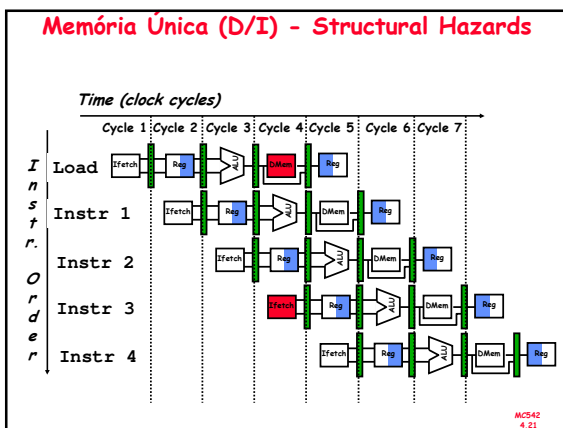 Memória Única (D/I) - Structural Hazards
Time (clock cycles)
Cycle 1 Cycle 2 Cycle 3 Cycle 4 Cycle 5 Cycle 6 Cycle 7
Instr. Order
Load Ifetch Reg ALU DMem Reg
Instr 1 Ifetch Reg ALU DMem Reg
Instr 2 Ifetch Reg ALU DMem Reg
Instr 3 Ifetch Reg ALU DMem Reg
Instr 4 Ifetch Reg ALU DMem Reg
MC542
4.21